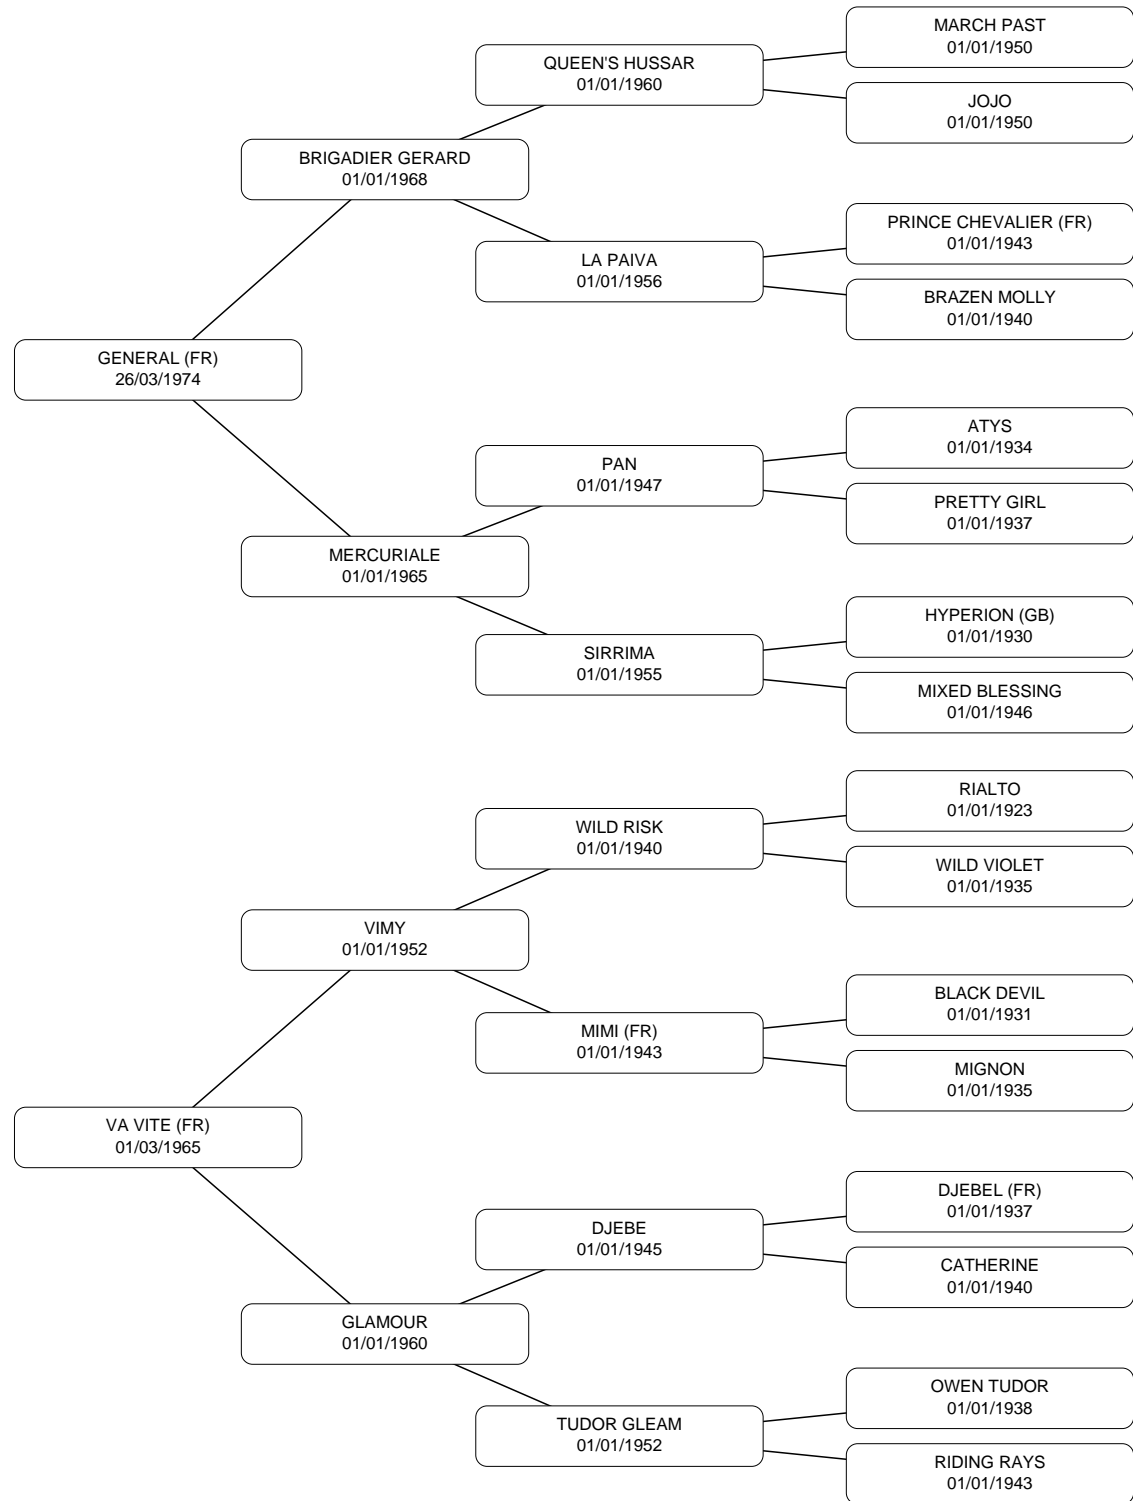 MARCH PAST
01/01/1950
QUEEN'S HUSSAR
01/01/1960
JOJO
01/01/1950
BRIGADIER GERARD
01/01/1968
PRINCE CHEVALIER (FR)
01/01/1943
LA PAIVA
01/01/1956
BRAZEN MOLLY
01/01/1940
GENERAL (FR)
26/03/1974
ATYS
01/01/1934
PAN
01/01/1947
PRETTY GIRL
01/01/1937
MERCURIALE
01/01/1965
HYPERION (GB)
01/01/1930
SIRRIMA
01/01/1955
MIXED BLESSING
01/01/1946
RIALTO
01/01/1923
WILD RISK
01/01/1940
WILD VIOLET
01/01/1935
VIMY
01/01/1952
BLACK DEVIL
01/01/1931
MIMI (FR)
01/01/1943
MIGNON
01/01/1935
VA VITE (FR)
01/03/1965
DJEBEL (FR)
01/01/1937
DJEBE
01/01/1945
CATHERINE
01/01/1940
GLAMOUR
01/01/1960
OWEN TUDOR
01/01/1938
TUDOR GLEAM
01/01/1952
RIDING RAYS
01/01/1943